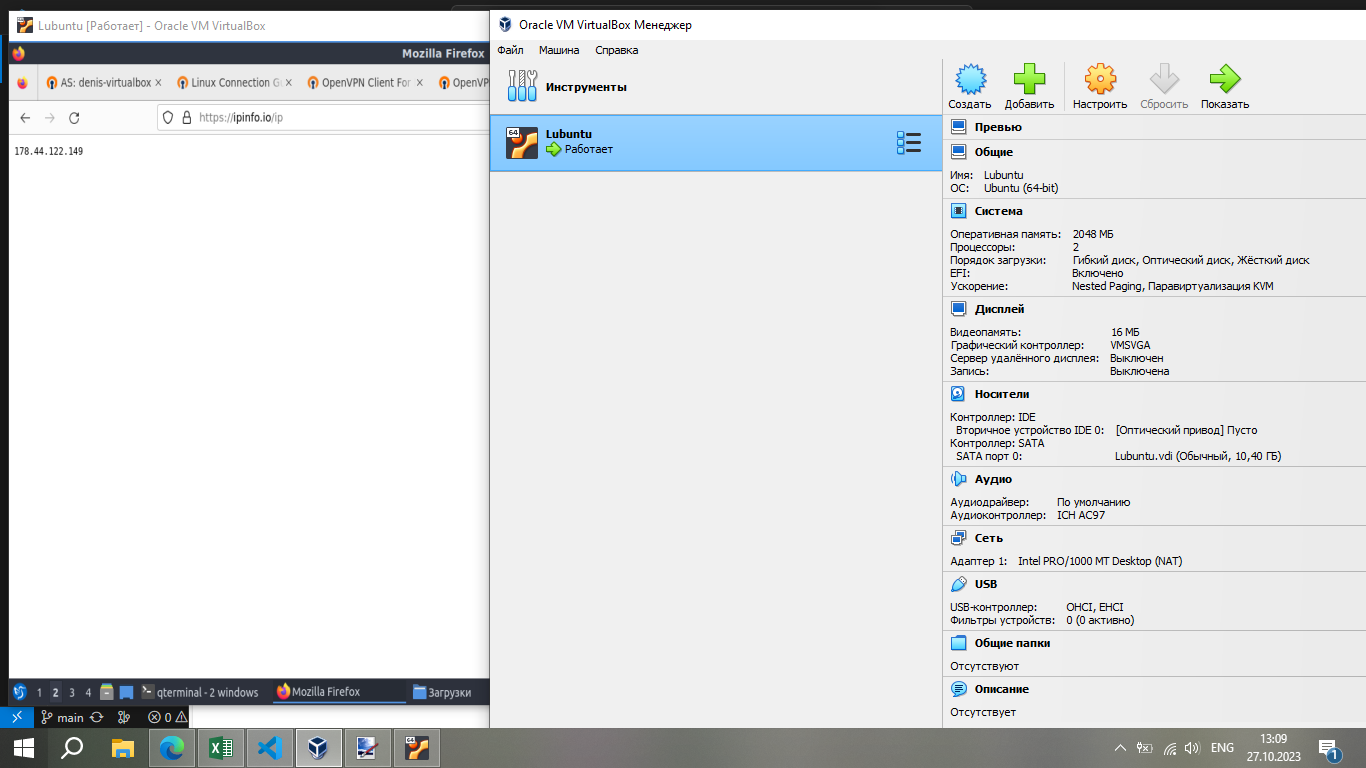 Lubuntu [Работает] - Oracle VM VirtualBox
Mozilla Firefox
AS: denis-virtualbox
Linux Connection G
OpenVPN Client For
OpenVP
https://ipinfo.io/ip
178.44.122.149
1 2 3 4
qterminal - 2 windows
Mozilla Firefox
Загрузки
main
0
Oracle VM VirtualBox Менеджер
Файл Машина Справка
Инструменты
64
Lubuntu
Работает
Создать Добавить Настроить Сбросить Показать
Превью
Общие
Имя: Lubuntu
ОС: Ubuntu (64-bit)
Система
Оперативная память: 2048 МБ
Процессоры: 2
Порядок загрузки: Гибкий диск, Оптический диск, Жёсткий диск
EFI: Включено
Ускорение: Nested Paging, Паравиртуализация KVM
Дисплей
Видеопамять: 16 МБ
Графический контроллер: VMSVGA
Сервер удалённого дисплея: Выключен
Запись: Выключена
Носители
Контроллер: IDE
Вторичное устройство IDE 0: [Оптический привод] Пусто
Контроллер: SATA
SATA порт 0: Lubuntu.vdi (Обычный, 10,40 ГБ)
Аудио
Аудиодрайвер: По умолчанию
Аудиоконтроллер: ICH AC97
Сеть
Адаптер 1: Intel PRO/1000 MT Desktop (NAT)
USB
USB-контроллер: OHCI, EHCI
Фильтры устройств: 0 (0 активно)
Общие папки
Отсутствуют
Описание
Отсутствует
ENG
13:09
27.10.2023
1